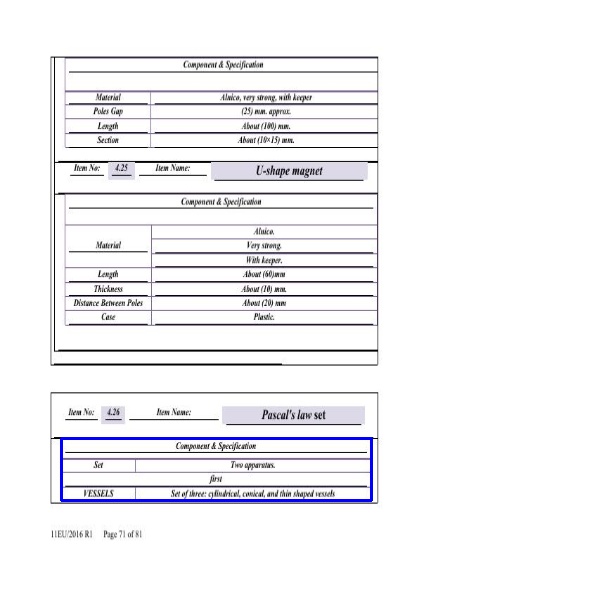 Component & Specification
Material Alnico, very strong, with keeper
Poles Gap (25) mm. approx.
Length About (100) mm.
Section About (10×15) mm.
Item No: 4.25 Item Name: U-shape magnet
Component & Specification
Alnico.
Material Very strong.
With keeper.
Length About (60)mm
Thickness About (10) mm.
Distance Between Poles About (20) mm
Case Plastic.
Item No: 4.26 Item Name: Pascal's law set
Component & Specification
Set Two apparatus.
first
VESSELS Set of three: cylindrical, conical, and thin shaped vessels
11EU/2016 R1 Page 71 of 81